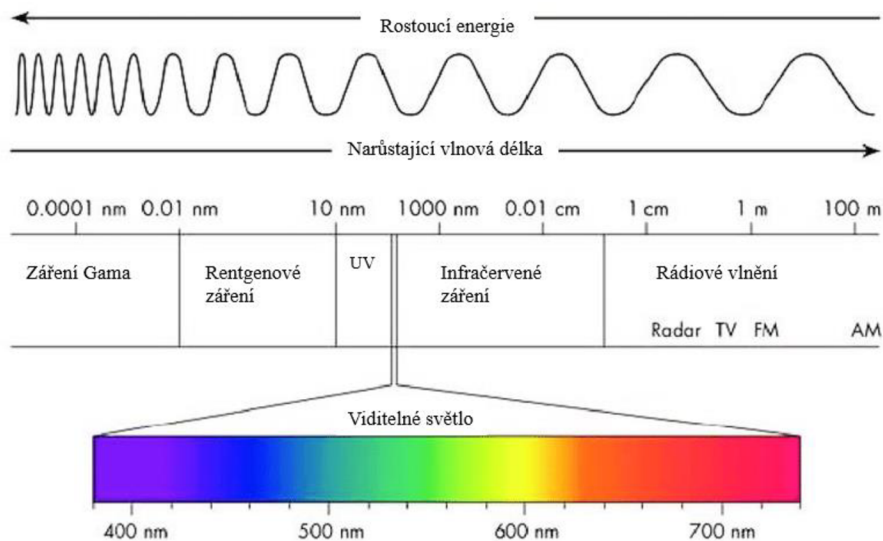 Rostoucí energie
Narůstající vlnová délka
0.0001 nm 0.01 nm 10 nm 1000 nm 0.01 cm 1 cm 1 m 100 m
Záření Gama
Rentgenové
záření
UV
Infračervené
záření
Rádiové vlnění
Radar TV FM AM
Viditelné světlo
400 nm 500 nm 600 nm 700 nm